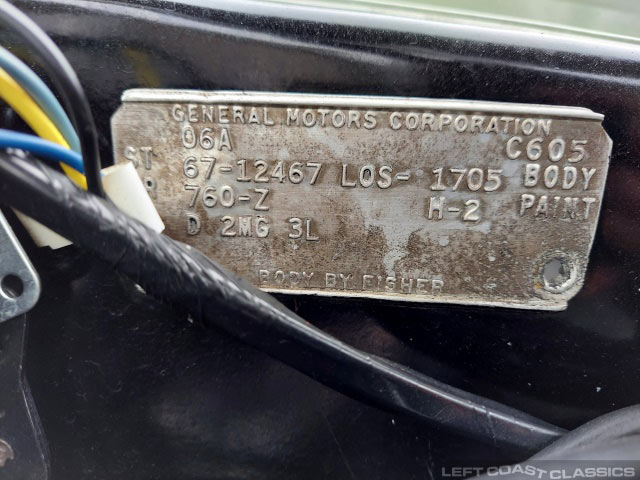 GENERAL MOTORS CORPORATION
06A C605
ST 67-12467 LOS- 1705 BODY
760-Z H-2 PAINT
D 2MG 3L
BODY BY FISHER
LEFT COAST CLASSICS